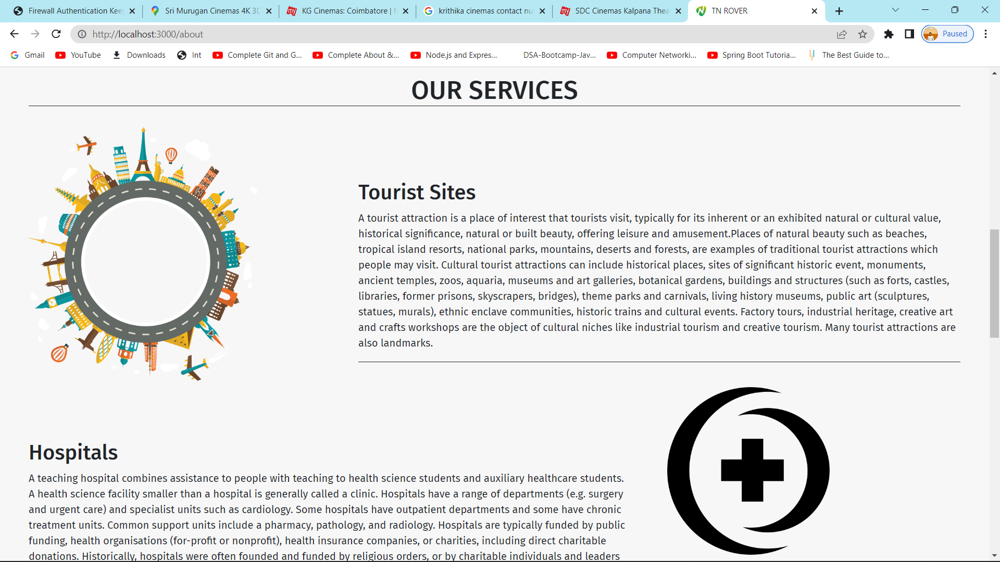 Firewall Authentication Kee
Sri Murugan Cinemas 4K 3D
my KG Cinemas: Coimbatore |
krithika cinemas contact nu
my SDC Cinemas Kalpana Thea
TN ROVER
http://localhost:3000/about
Paused
Gmail
YouTube
Downloads
Int
Complete Git and G...
Complete About &...
Node.js and Expres...
DSA-Bootcamp-Jav...
Computer Networki...
Spring Boot Tutoria...
The Best Guide to...
OUR SERVICES
Tourist Sites
A tourist attraction is a place of interest that tourists visit, typically for its inherent or an exhibited natural or cultural value,
historical significance, natural or built beauty, offering leisure and amusement.Places of natural beauty such as beaches,
tropical island resorts, national parks, mountains, deserts and forests, are examples of traditional tourist attractions which
people may visit. Cultural tourist attractions can include historical places, sites of significant historic event, monuments,
ancient temples, zoos, aquaria, museums and art galleries, botanical gardens, buildings and structures (such as forts, castles,
libraries, former prisons, skyscrapers, bridges), theme parks and carnivals, living history museums, public art (sculptures,
statues, murals), ethnic enclave communities, historic trains and cultural events. Factory tours, industrial heritage, creative art
and crafts workshops are the object of cultural niches like industrial tourism and creative tourism. Many tourist attractions are
also landmarks.
Hospitals
A teaching hospital combines assistance to people with teaching to health science students and auxiliary healthcare students.
A health science facility smaller than a hospital is generally called a clinic. Hospitals have a range of departments (e.g. surgery
and urgent care) and specialist units such as cardiology. Some hospitals have outpatient departments and some have chronic
treatment units. Common support units include a pharmacy, pathology, and radiology. Hospitals are typically funded by public
funding, health organisations (for-profit or nonprofit), health insurance companies, or charities, including direct charitable
donations. Historically, hospitals were often founded and funded by religious orders, or by charitable individuals and leaders